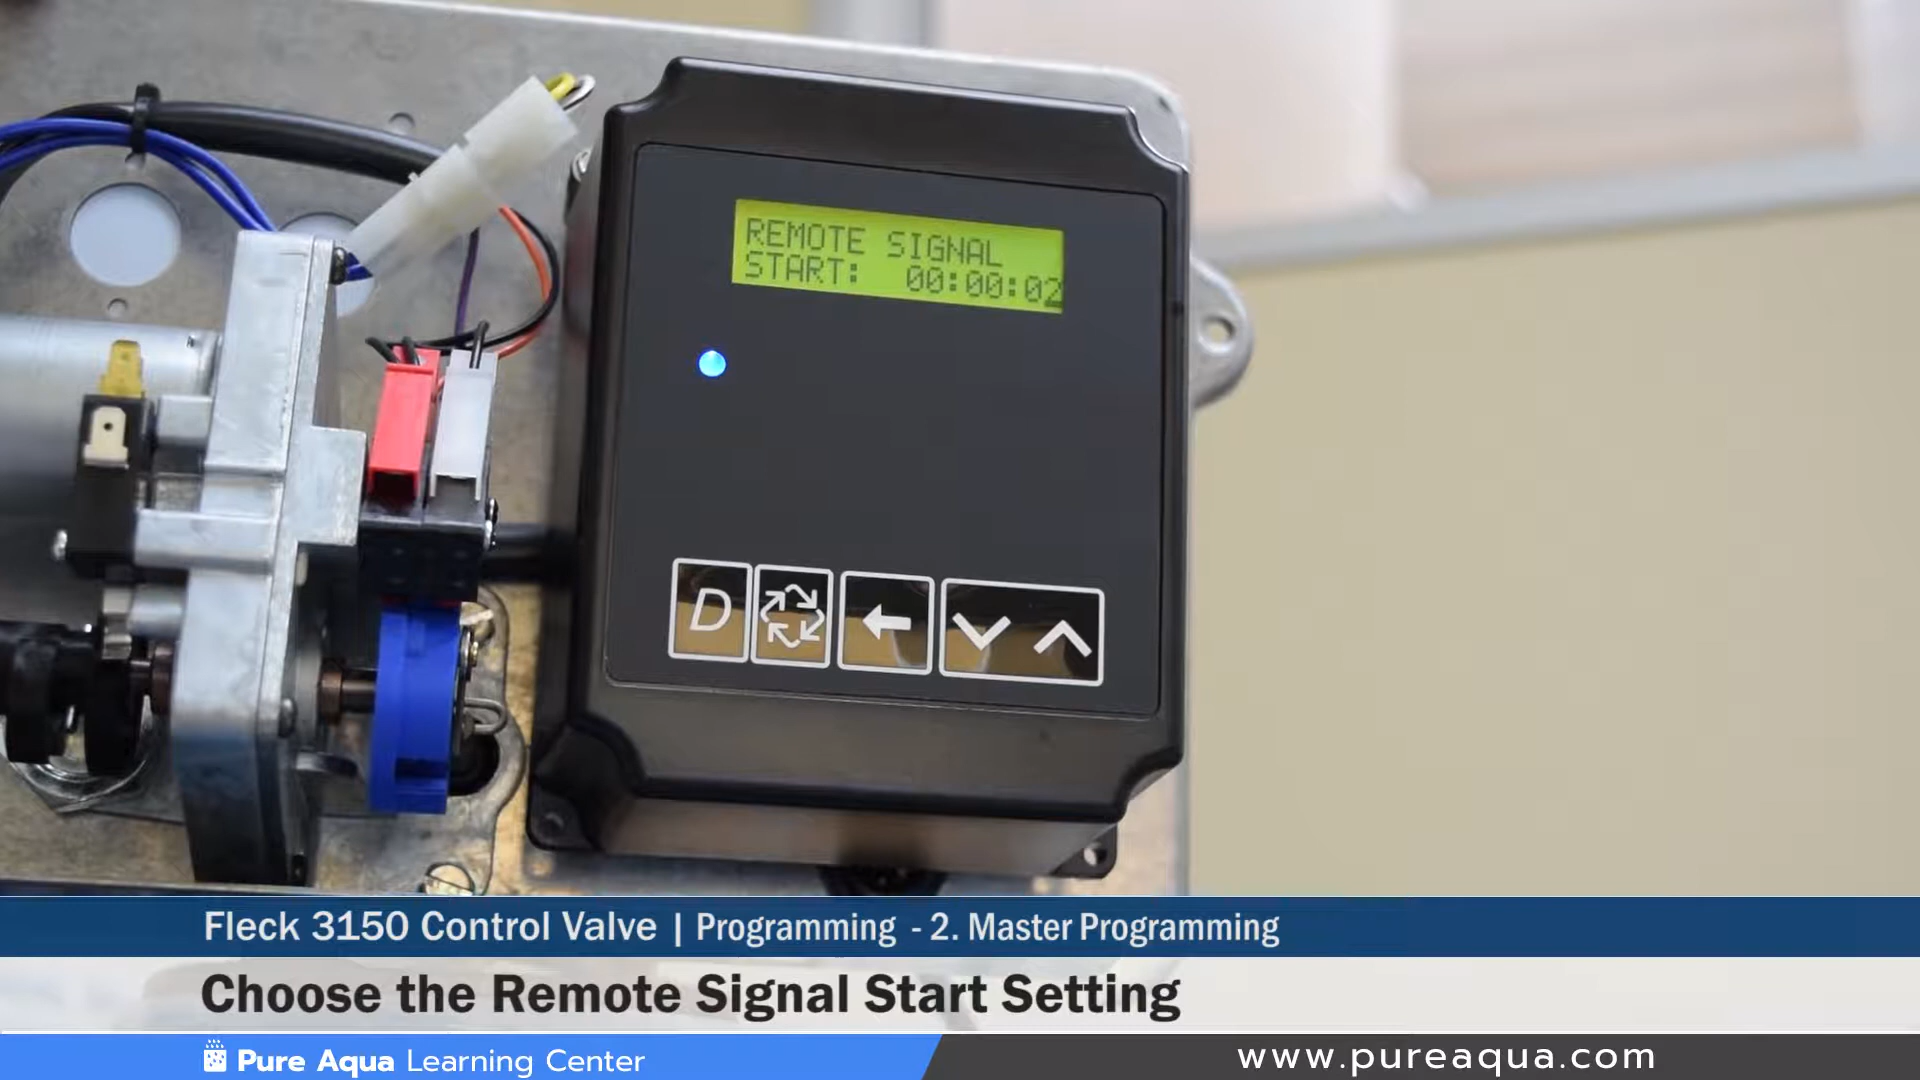 REMOTE SIGNAL
START: 00:00:02
D
Fleck 3150 Control Valve | Programming - 2. Master Programming
Choose the Remote Signal Start Setting
Pure Aqua Learning Center
www.pureaqua.com